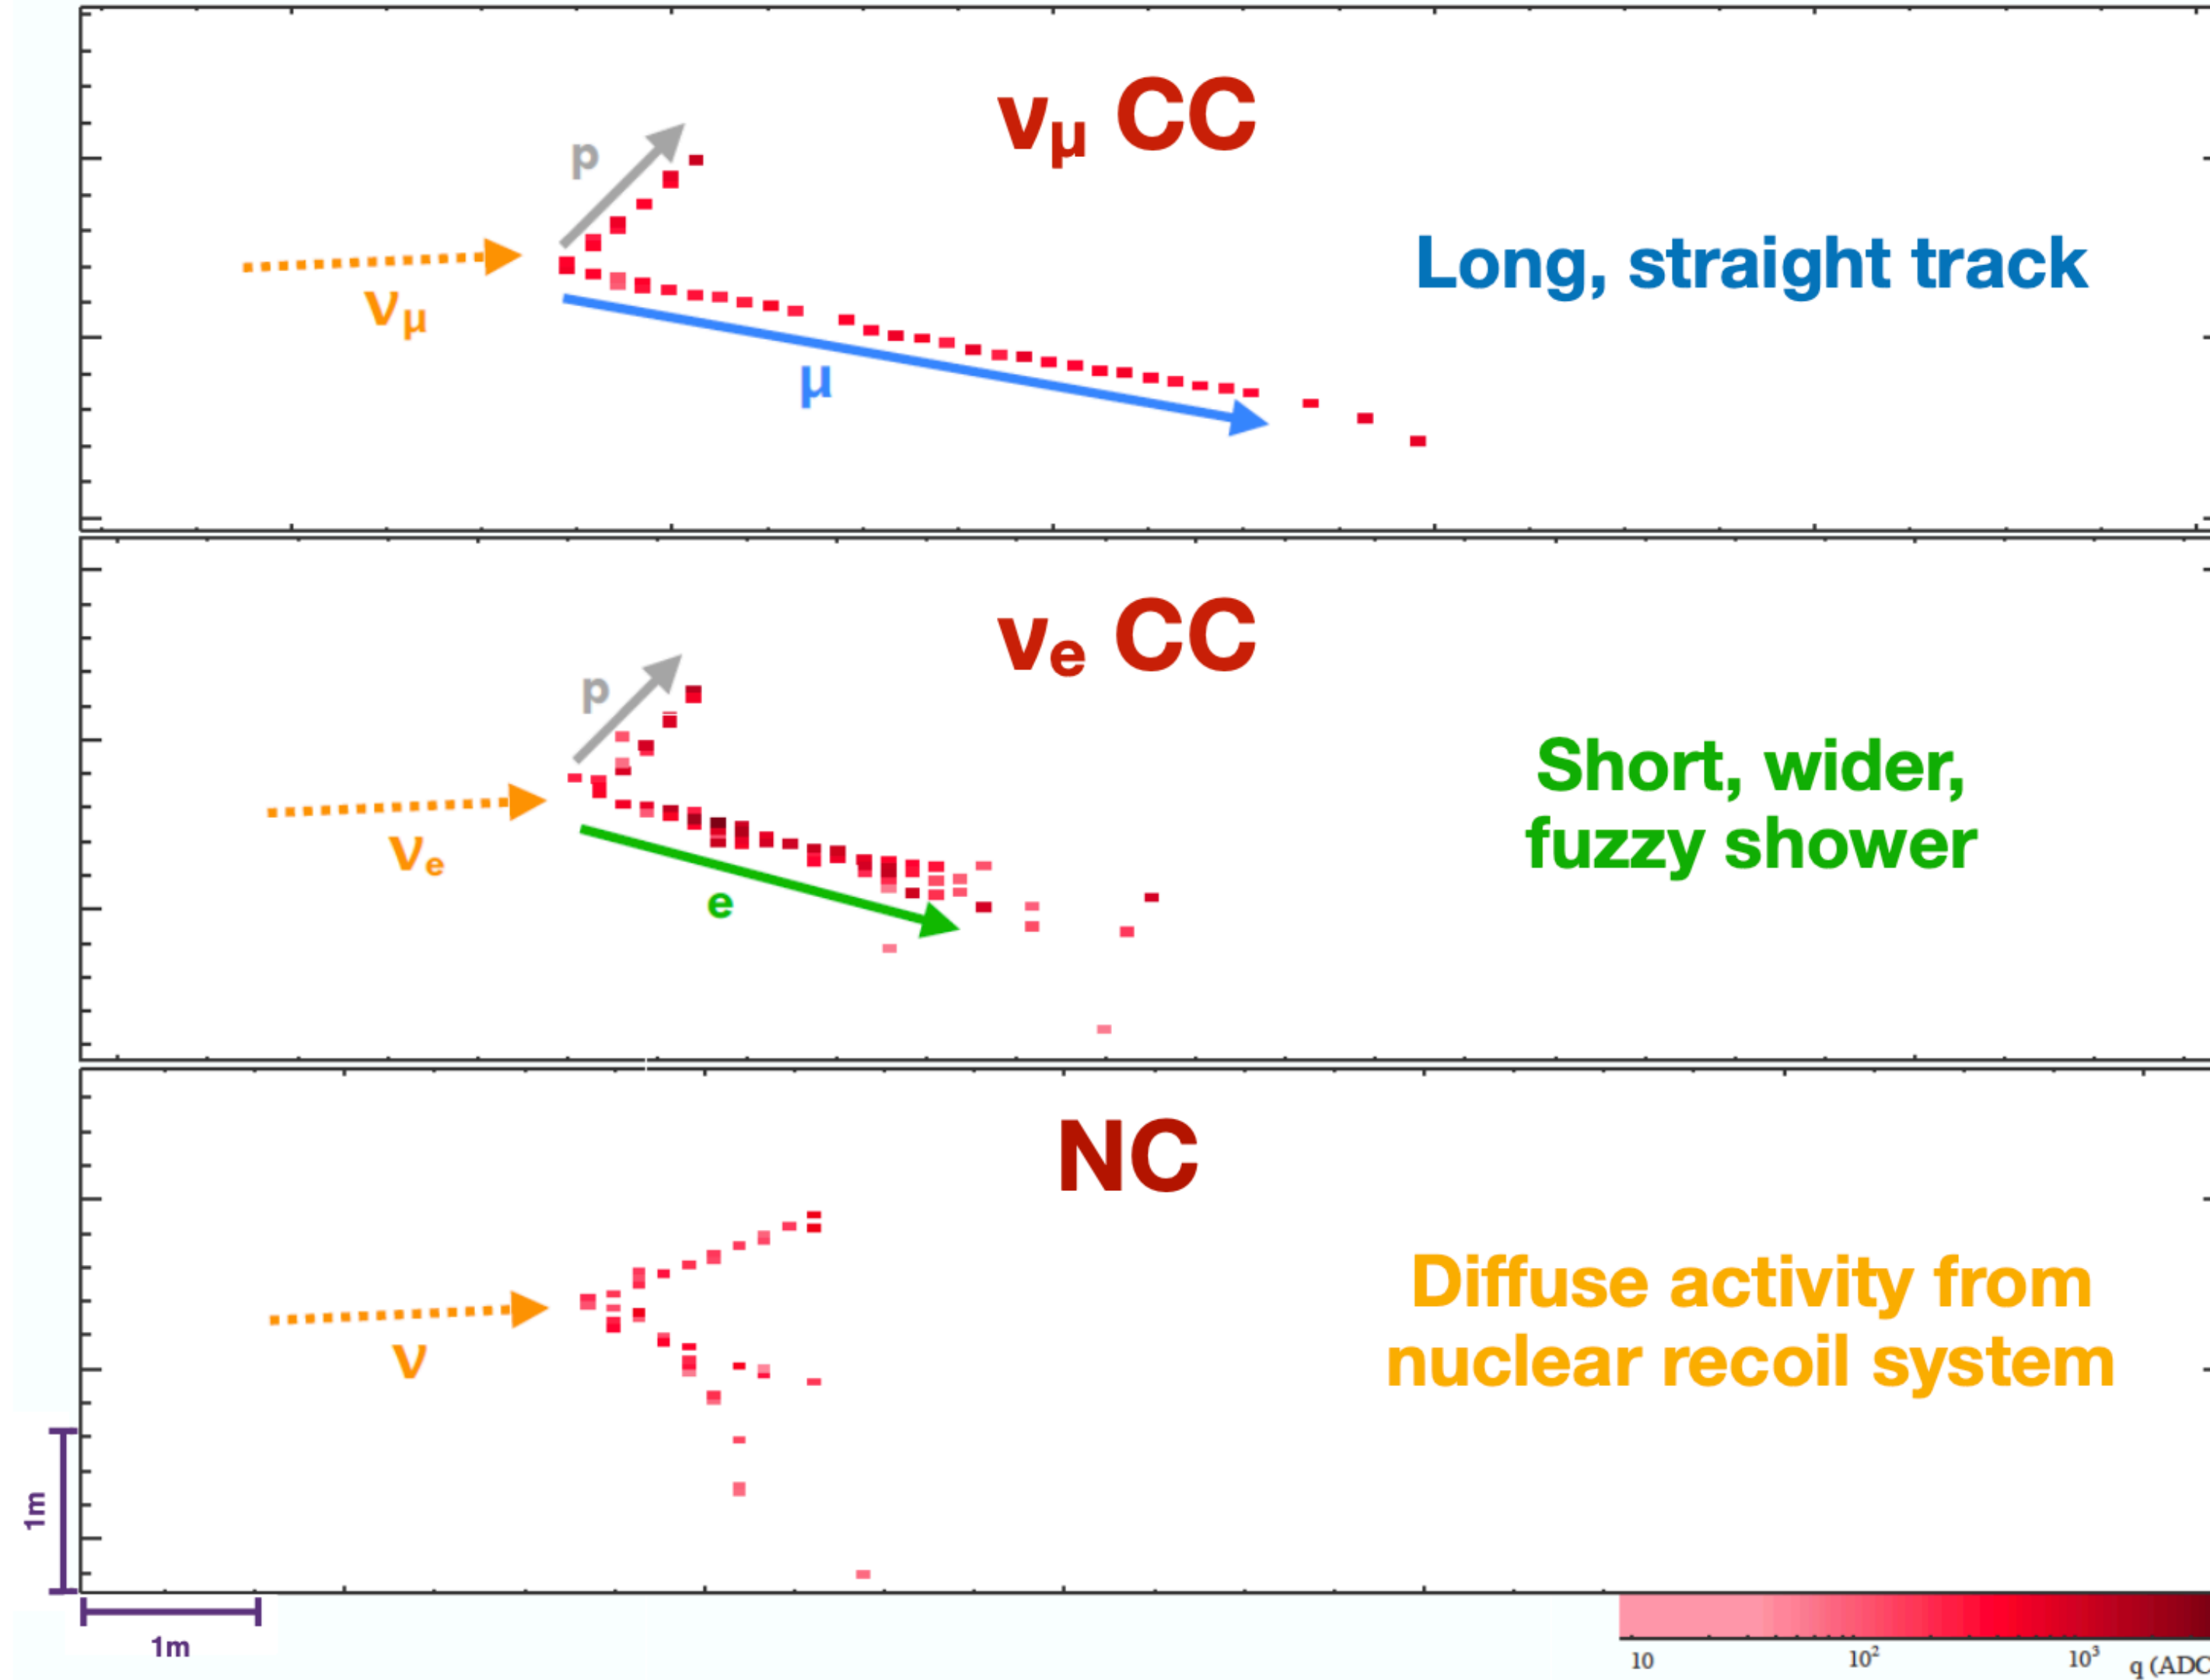 νμ CC
p
Long, straight track
νμ
μ
νe CC
p
Short, wider,
fuzzy shower
νe
e
NC
Diffuse activity from
nuclear recoil system
ν
1m
1m
10 10² 10³ q (ADC